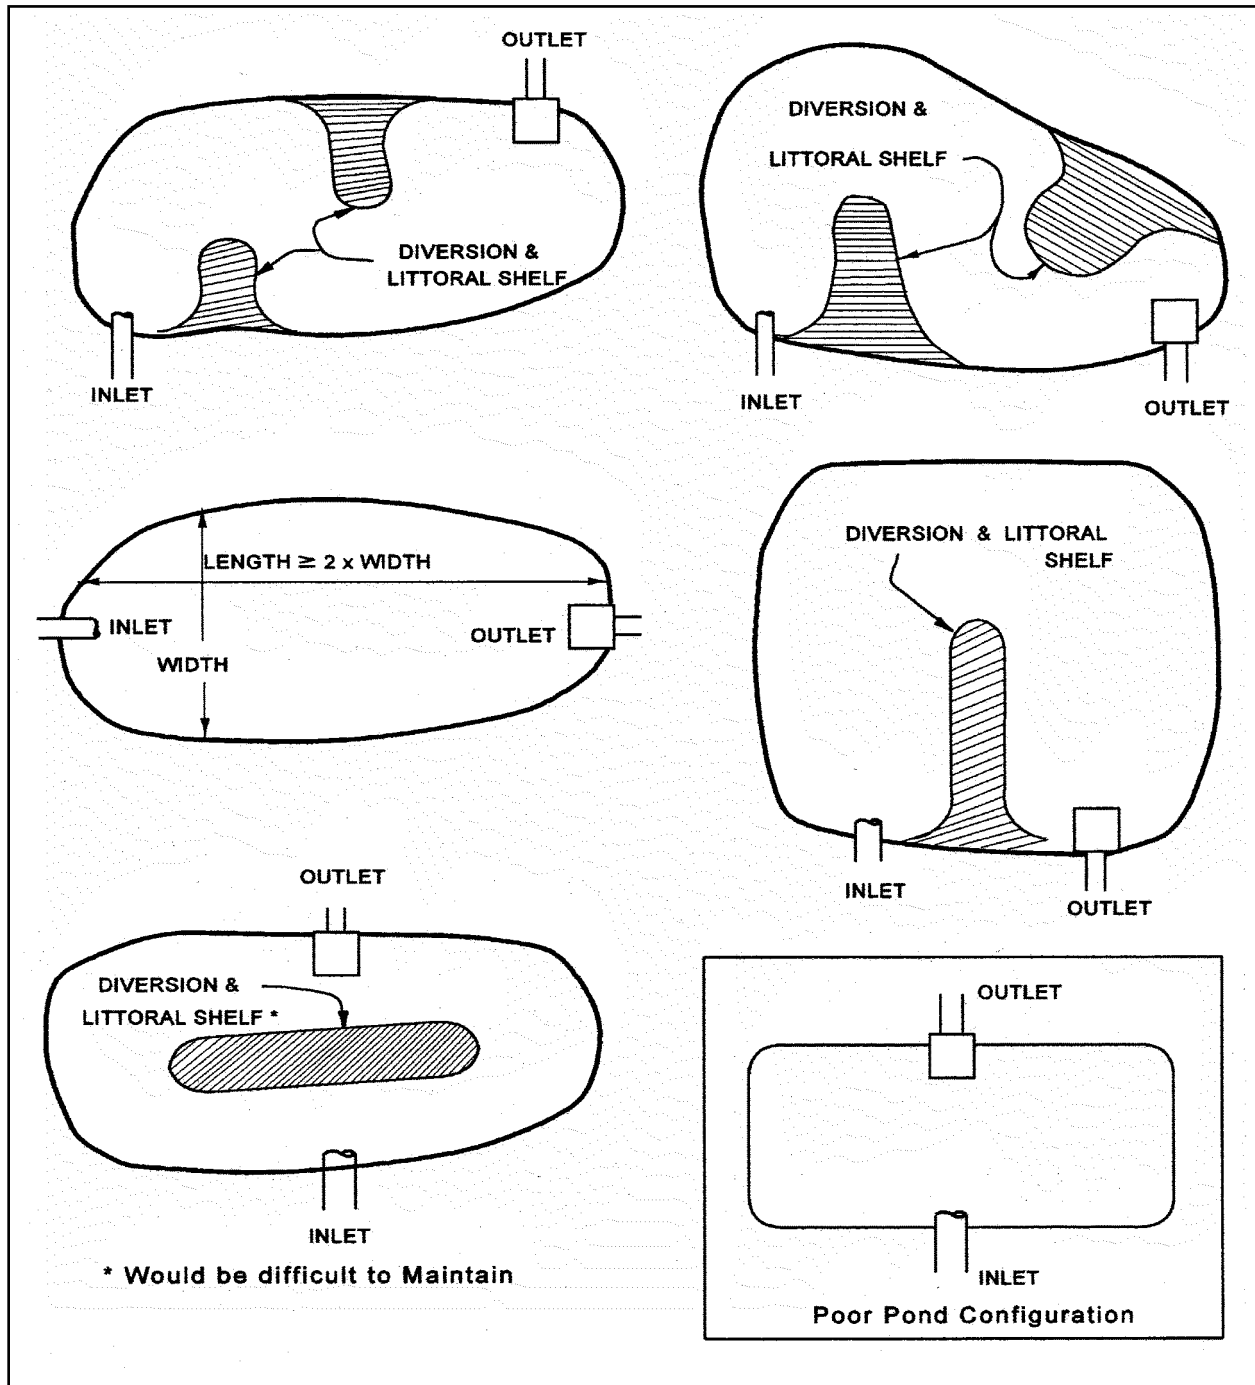 OUTLET
DIVERSION &
LITTORAL SHELF
INLET
DIVERSION &
LITTORAL SHELF
INLET
OUTLET
LENGTH ≥ 2 x WIDTH
INLET
OUTLET
WIDTH
DIVERSION & LITTORAL
SHELF
INLET
OUTLET
OUTLET
DIVERSION &
LITTORAL SHELF *
INLET
* Would be difficult to Maintain
OUTLET
INLET
Poor Pond Configuration